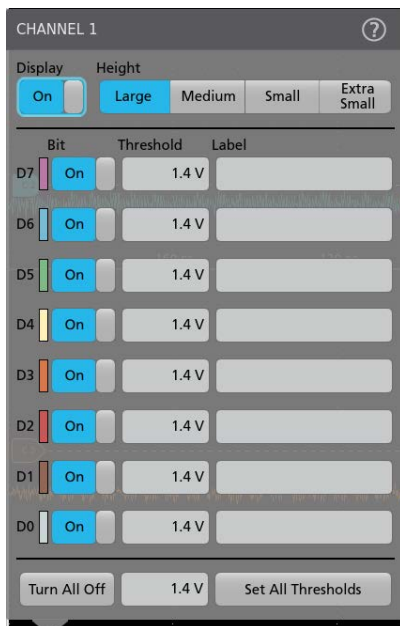 CHANNEL 1 ?
Display Height
On Large Medium Small Extra Small
Bit Threshold Label
D7 On 1.4 V
D6 On 1.4 V
D5 On 1.4 V
D4 On 1.4 V
D3 On 1.4 V
D2 On 1.4 V
D1 On 1.4 V
D0 On 1.4 V
Turn All Off 1.4 V Set All Thresholds